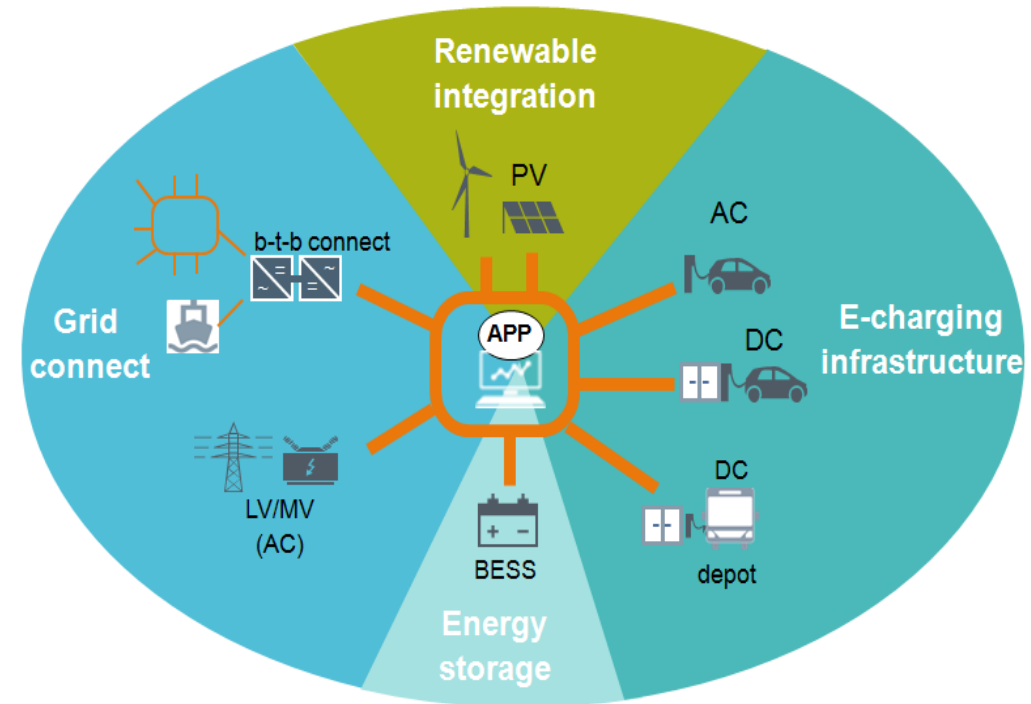 Renewable
integration
PV
AC
b-t-b connect
Grid
connect
APP
DC
E-charging
infrastructure
LV/MV
(AC)
BESS
DC
depot
Energy
storage